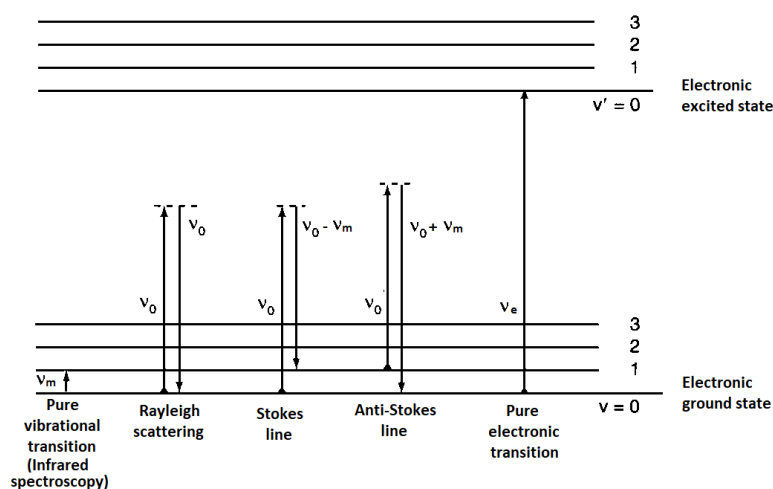 3
2
1
v' = 0
Electronic
excited state
ν₀
ν₀ - νₘ
ν₀ + νₘ
ν₀
ν₀
ν₀
νₑ
3
2
1
νₘ
v = 0
Electronic
ground state
Pure
vibrational
transition
(Infrared
spectroscopy)
Rayleigh
scattering
Stokes
line
Anti-Stokes
line
Pure
electronic
transition